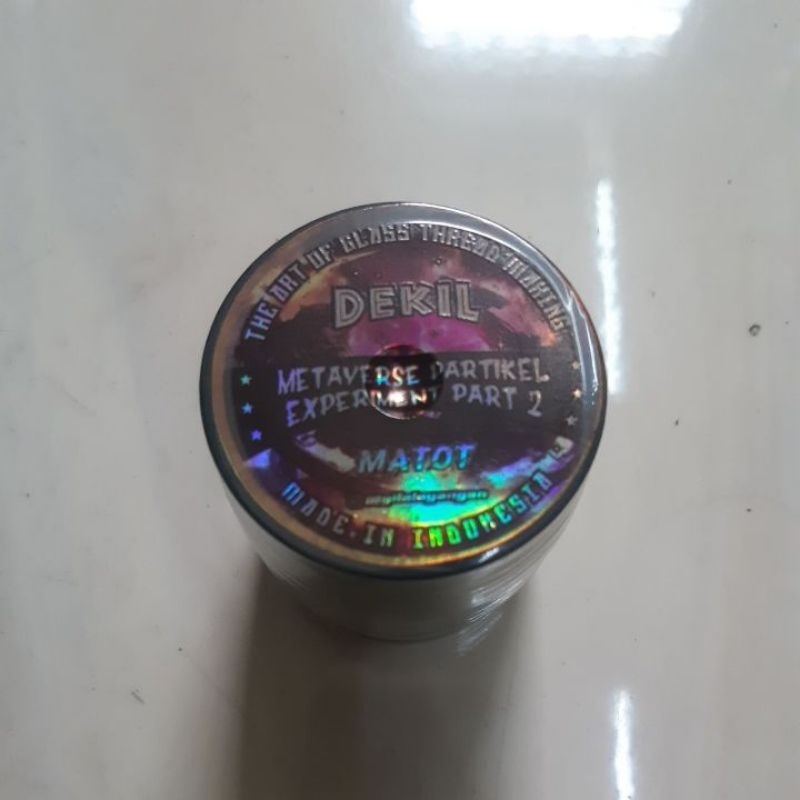 THE ART OF GLASS THREAD MAKING
DEKIL
METAVERSE PARTIKEL
EXPERIMENT PART 2
MATOT
MADE.IN INDONESIA